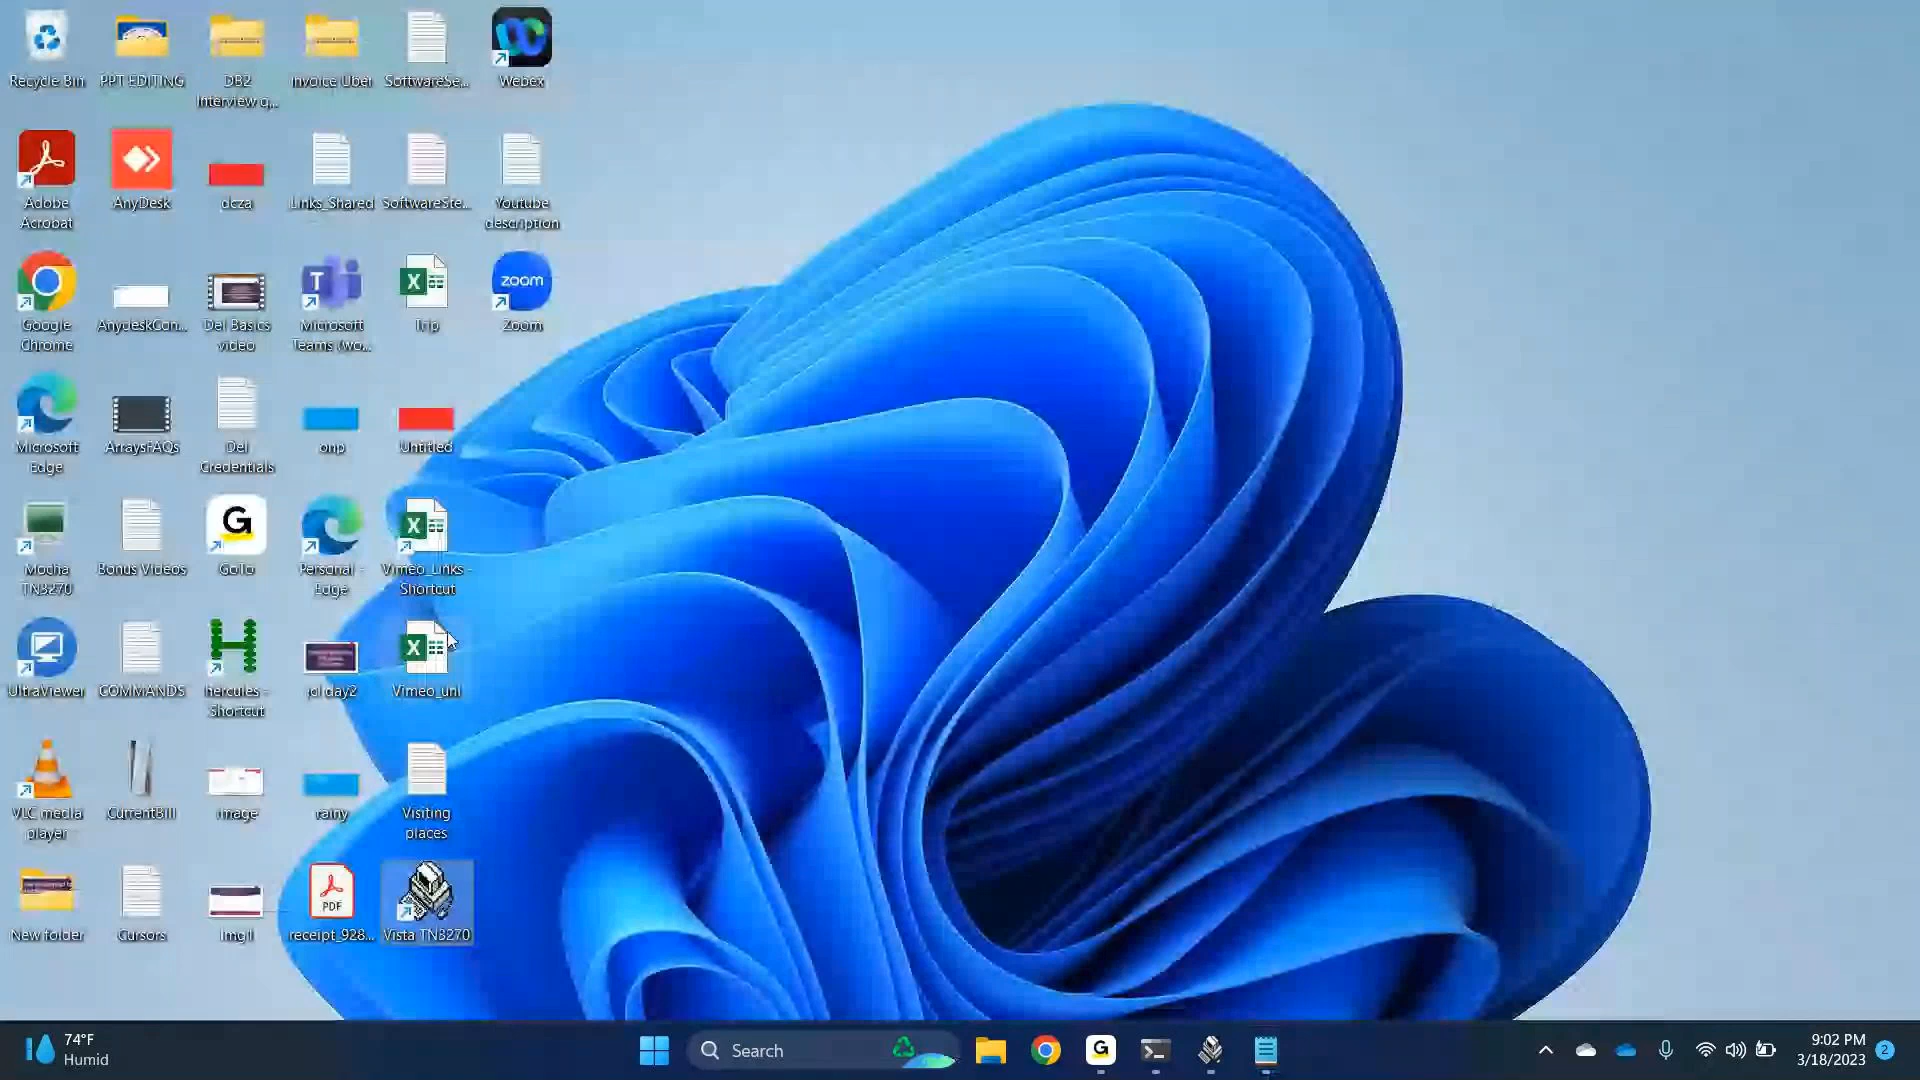 Recycle Bin
PPT EDITING
DB2
Interview q...
Invoice Uber
SoftwareSe...
Webex
Adobe
Acrobat
AnyDesk
dcza
Links_Shared
SoftwareSte...
Youtube
description
Google
Chrome
AnydeskCon...
Del Basics
video
T
Microsoft
Teams (wo...
X
Trip
zoom
Zoom
Microsoft
Edge
ArraysFAQs
Del
Credentials
onp
Untitled
Mocha
TN3270
Bonus Videos
G
GoTo
Personal -
Edge
X
Vimeo_Links -
Shortcut
UltraViewer
COMMANDS
hercules -
Shortcut
jcl day2
X
Vimeo_uni
VLC media
player
CurrentBill
image
rainy
Visiting
places
New folder
Cursors
Img1
PDF
receipt_928...
Vista TN3270
74°F
Humid
Search
G
9:02 PM
3/18/2023
2